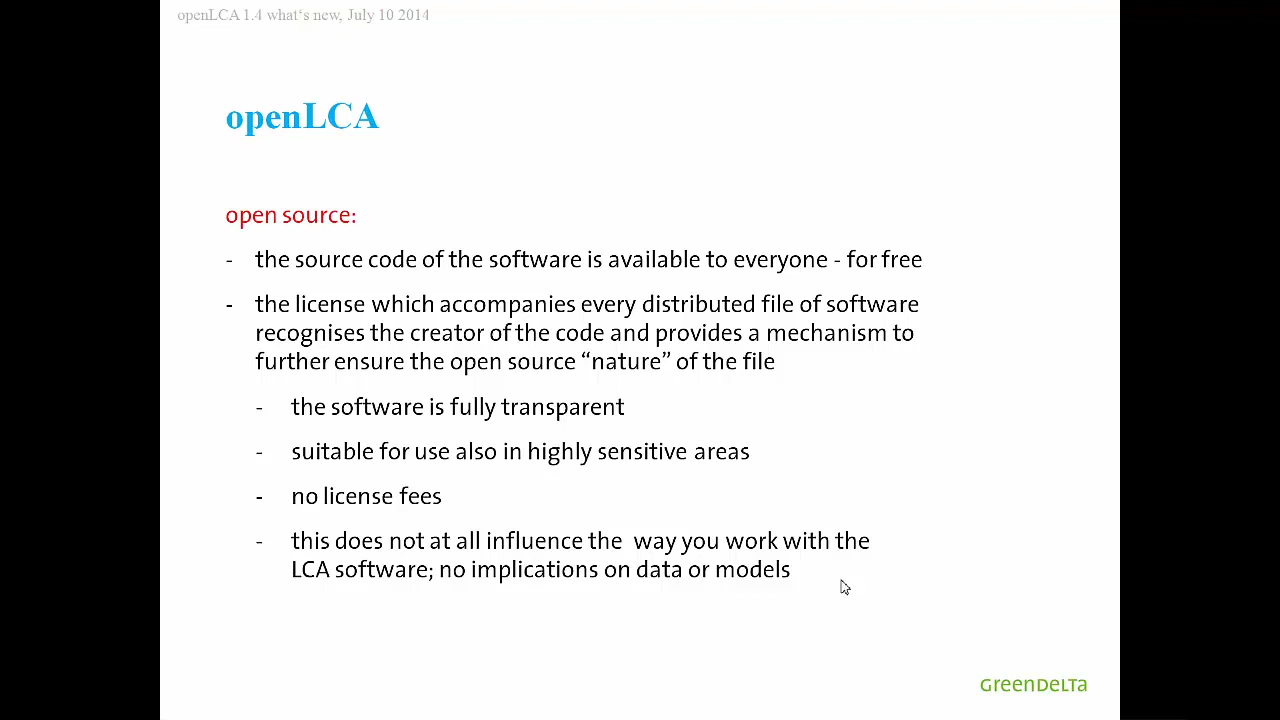 openLCA 1.4 what‘s new, July 10 2014
openLCA
open source:
- the source code of the software is available to everyone - for free
- the license which accompanies every distributed file of software
recognises the creator of the code and provides a mechanism to
further ensure the open source “nature” of the file
- the software is fully transparent
- suitable for use also in highly sensitive areas
- no license fees
- this does not at all influence the  way you work with the
LCA software; no implications on data or models
GreenDelta